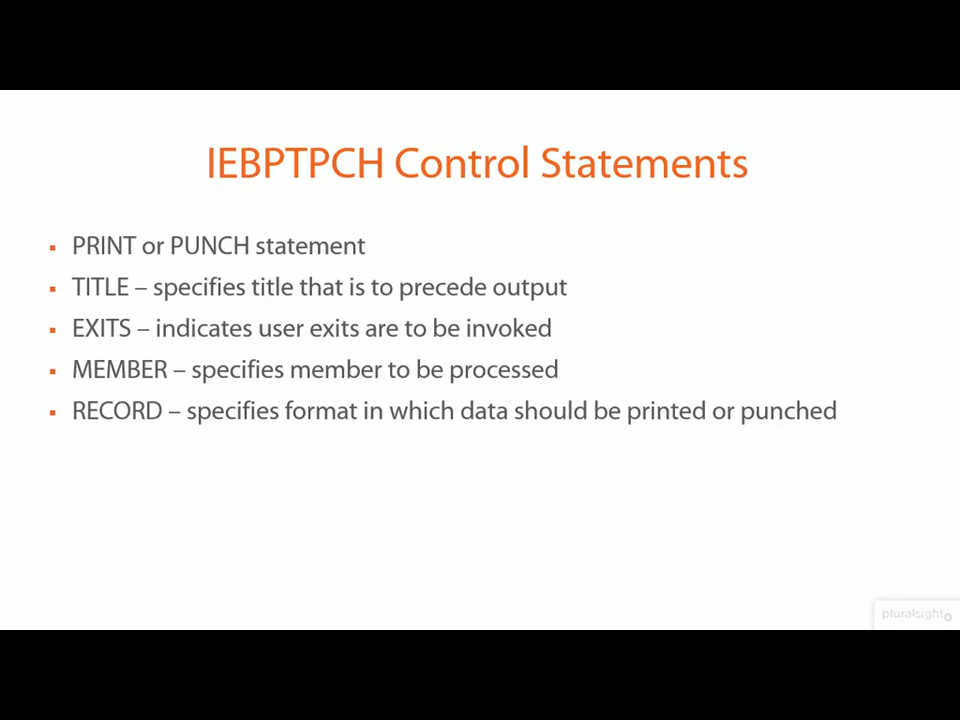 IEBPTPCH Control Statements
▪ PRINT or PUNCH statement
▪ TITLE – specifies title that is to precede output
▪ EXITS – indicates user exits are to be invoked
▪ MEMBER – specifies member to be processed
▪ RECORD – specifies format in which data should be printed or punched
pluralsight